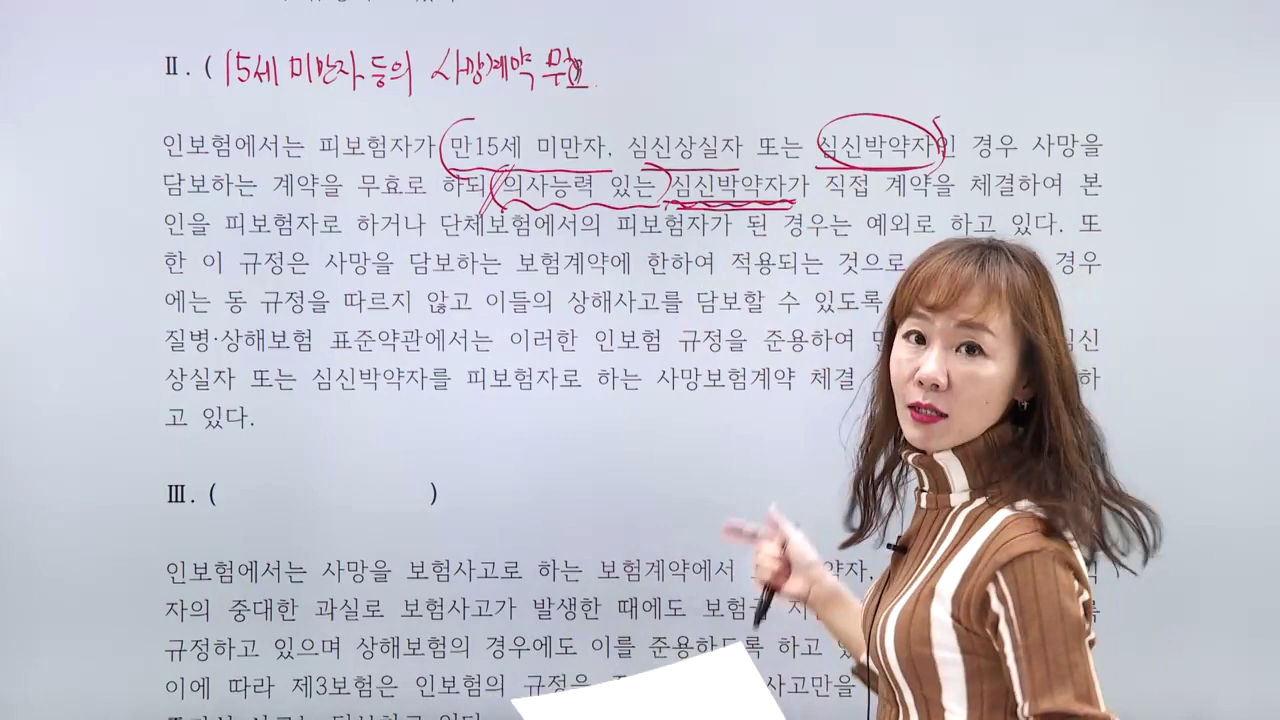 Ⅱ. ( 15세 미만자 등의 사망계약 무효
인보험에서는 피보험자가 만15세 미만자, 심신상실자 또는 심신박약자인 경우 사망을
담보하는 계약을 무효로 하되 의사능력 있는 심신박약자가 직접 계약을 체결하여 본
인을 피보험자로 하거나 단체보험에서의 피보험자가 된 경우는 예외로 하고 있다. 또
한 이 규정은 사망을 담보하는 보험계약에 한하여 적용되는 것으로 경우
에는 동 규정을 따르지 않고 이들의 상해사고를 담보할 수 있도록
질병·상해보험 표준약관에서는 이러한 인보험 규정을 준용하여 심신
상실자 또는 심신박약자를 피보험자로 하는 사망보험계약 체결 하
고 있다.
Ⅲ. ( )
인보험에서는 사망을 보험사고로 하는 보험계약에서
자의 중대한 과실로 보험사고가 발생한 때에도
규정하고 있으며 상해보험의 경우에도 이를 준용하도록 하고
이에 따라 제3보험은 인보험의 규정을